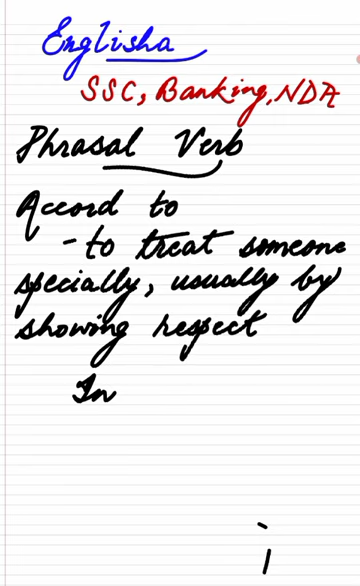 Englisha
SSC, Banking, NDA
Phrasal Verb
Accord to
- to treat someone
specially, usually by
showing respect
In